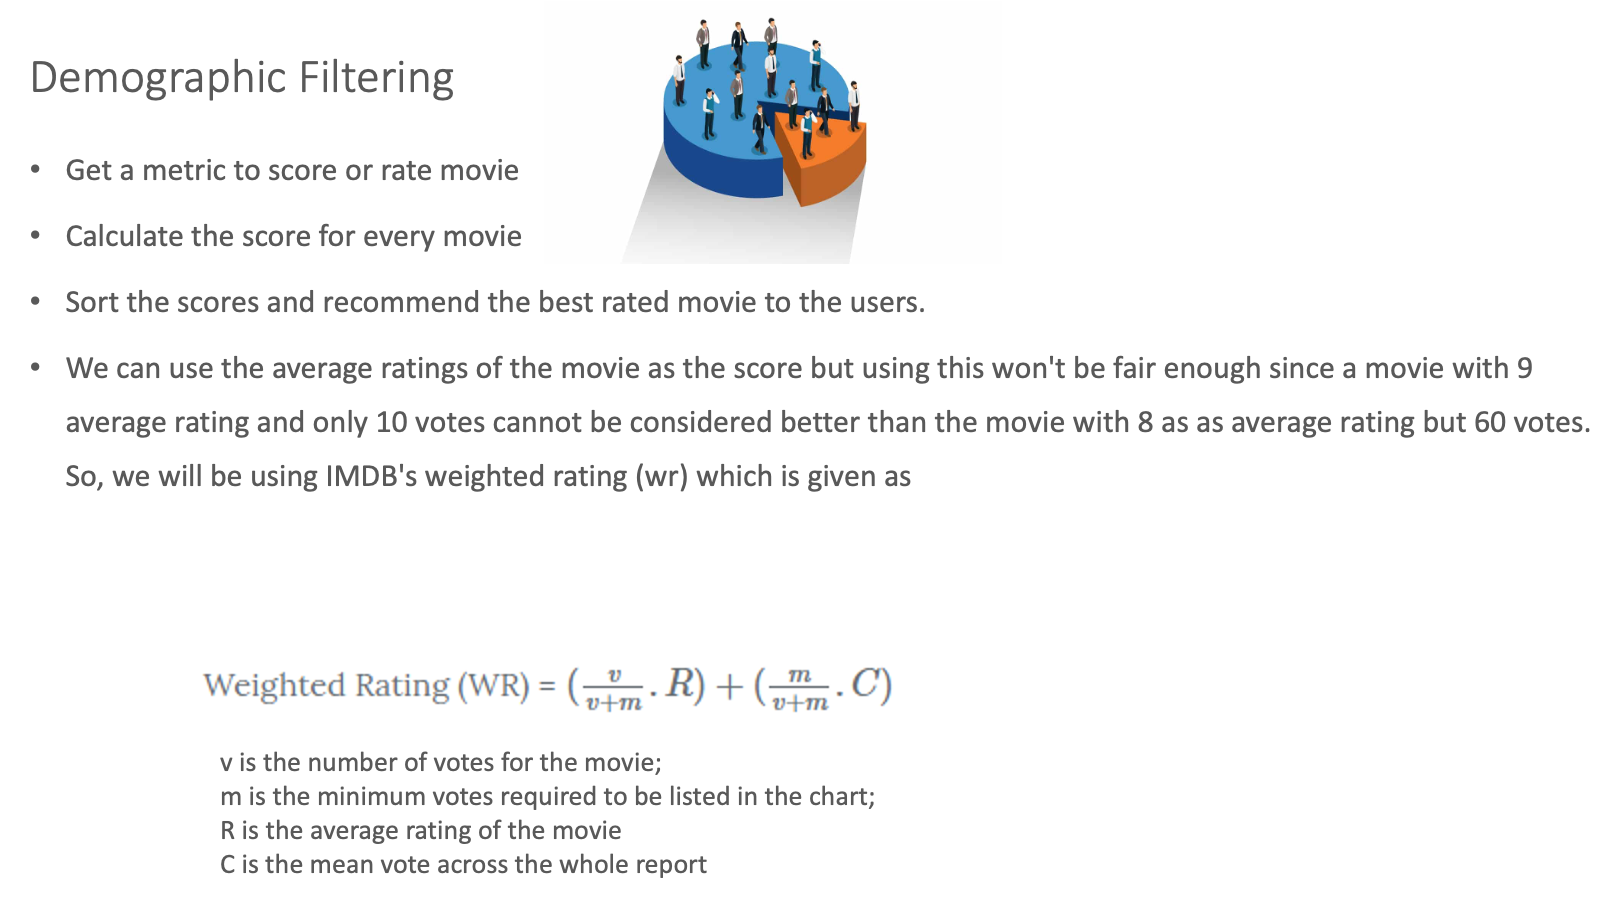 Demographic Filtering
• Get a metric to score or rate movie
• Calculate the score for every movie
• Sort the scores and recommend the best rated movie to the users.
• We can use the average ratings of the movie as the score but using this won't be fair enough since a movie with 9
average rating and only 10 votes cannot be considered better than the movie with 8 as as average rating but 60 votes.
So, we will be using IMDB's weighted rating (wr) which is given as
Weighted Rating (WR) = (v/v+m . R) + (m/v+m . C)
v is the number of votes for the movie;
m is the minimum votes required to be listed in the chart;
R is the average rating of the movie
C is the mean vote across the whole report